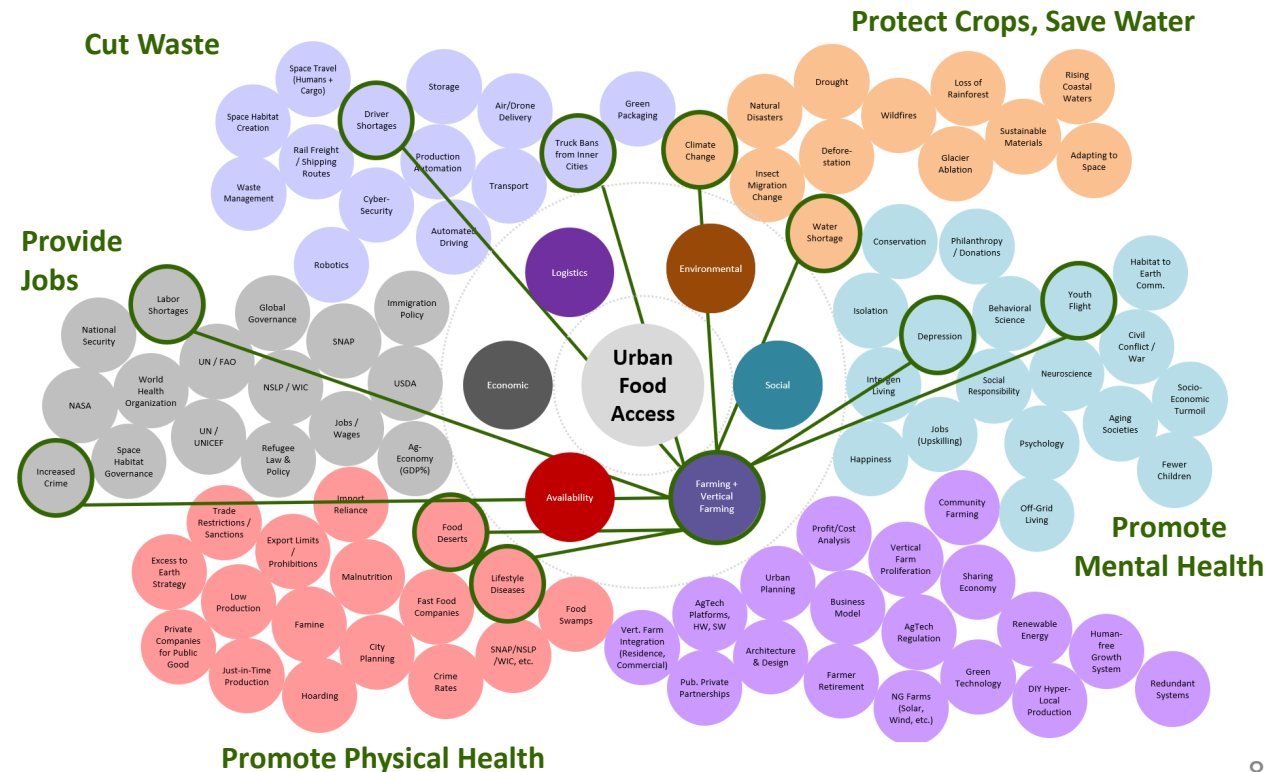 Protect Crops, Save Water
Cut Waste
Space Travel
(Humans +
Cargo)
Storage
Driver
Shortages
Space Habitat
Creation
Air/Drone
Delivery
Green
Packaging
Rail Freight
/ Shipping
Routes
Production
Automation
Truck Bans
from Inner
Cities
Waste
Management
Transport
Cyber-
Security
Automated
Driving
Robotics
Climate
Change
Natural
Disasters
Drought
Wildfires
Loss of
Rainforest
Rising
Coastal
Waters
Sustainable
Materials
Defore-
station
Glacier
Ablation
Adapting to
Space
Insect
Migration
Change
Water
Shortage
Provide
Jobs
Labor
Shortages
Global
Governance
Immigration
Policy
National
Security
UN / FAO
SNAP
World
Health
Organization
NSLP / WIC
USDA
NASA
UN /
UNICEF
Jobs /
Wages
Refugee
Law &
Policy
Ag-
Economy
(GDP%)
Space
Habitat
Governance
Increased
Crime
Logistics
Environmental
Economic
Urban
Food
Access
Social
Availability
Farming +
Vertical
Farming
Conservation
Philanthropy
/ Donations
Habitat to
Earth
Comm.
Isolation
Depression
Behavioral
Science
Youth
Flight
Civil
Conflict /
War
Intergen
Living
Social
Responsibility
Neuroscience
Socio-
Economic
Turmoil
Happiness
Jobs
(Upskilling)
Psychology
Aging
Societies
Fewer
Children
Off-Grid
Living
Promote
Mental Health
Import
Reliance
Trade
Restrictions /
Sanctions
Food
Deserts
Export Limits
/
Prohibitions
Excess to
Earth
Strategy
Malnutrition
Lifestyle
Diseases
Low
Production
Fast Food
Companies
Food
Swamps
Famine
Private
Companies
for Public
Good
City
Planning
SNAP/NSLP
/WIC, etc.
Just-in-Time
Production
Crime
Rates
Hoarding
Community
Farming
Profit/Cost
Analysis
Vertical
Farm
Proliferation
Urban
Planning
Sharing
Economy
AgTech
Platforms,
HW, SW
Business
Model
AgTech
Regulation
Renewable
Energy
Vert. Farm
Integration
(Residence,
Commercial)
Architecture
& Design
Human-
free
Growth
System
Pub. Private
Partnerships
Farmer
Retirement
Green
Technology
Redundant
Systems
NG Farms
(Solar,
Wind, etc.)
DIY Hyper-
Local
Production
Promote Physical Health